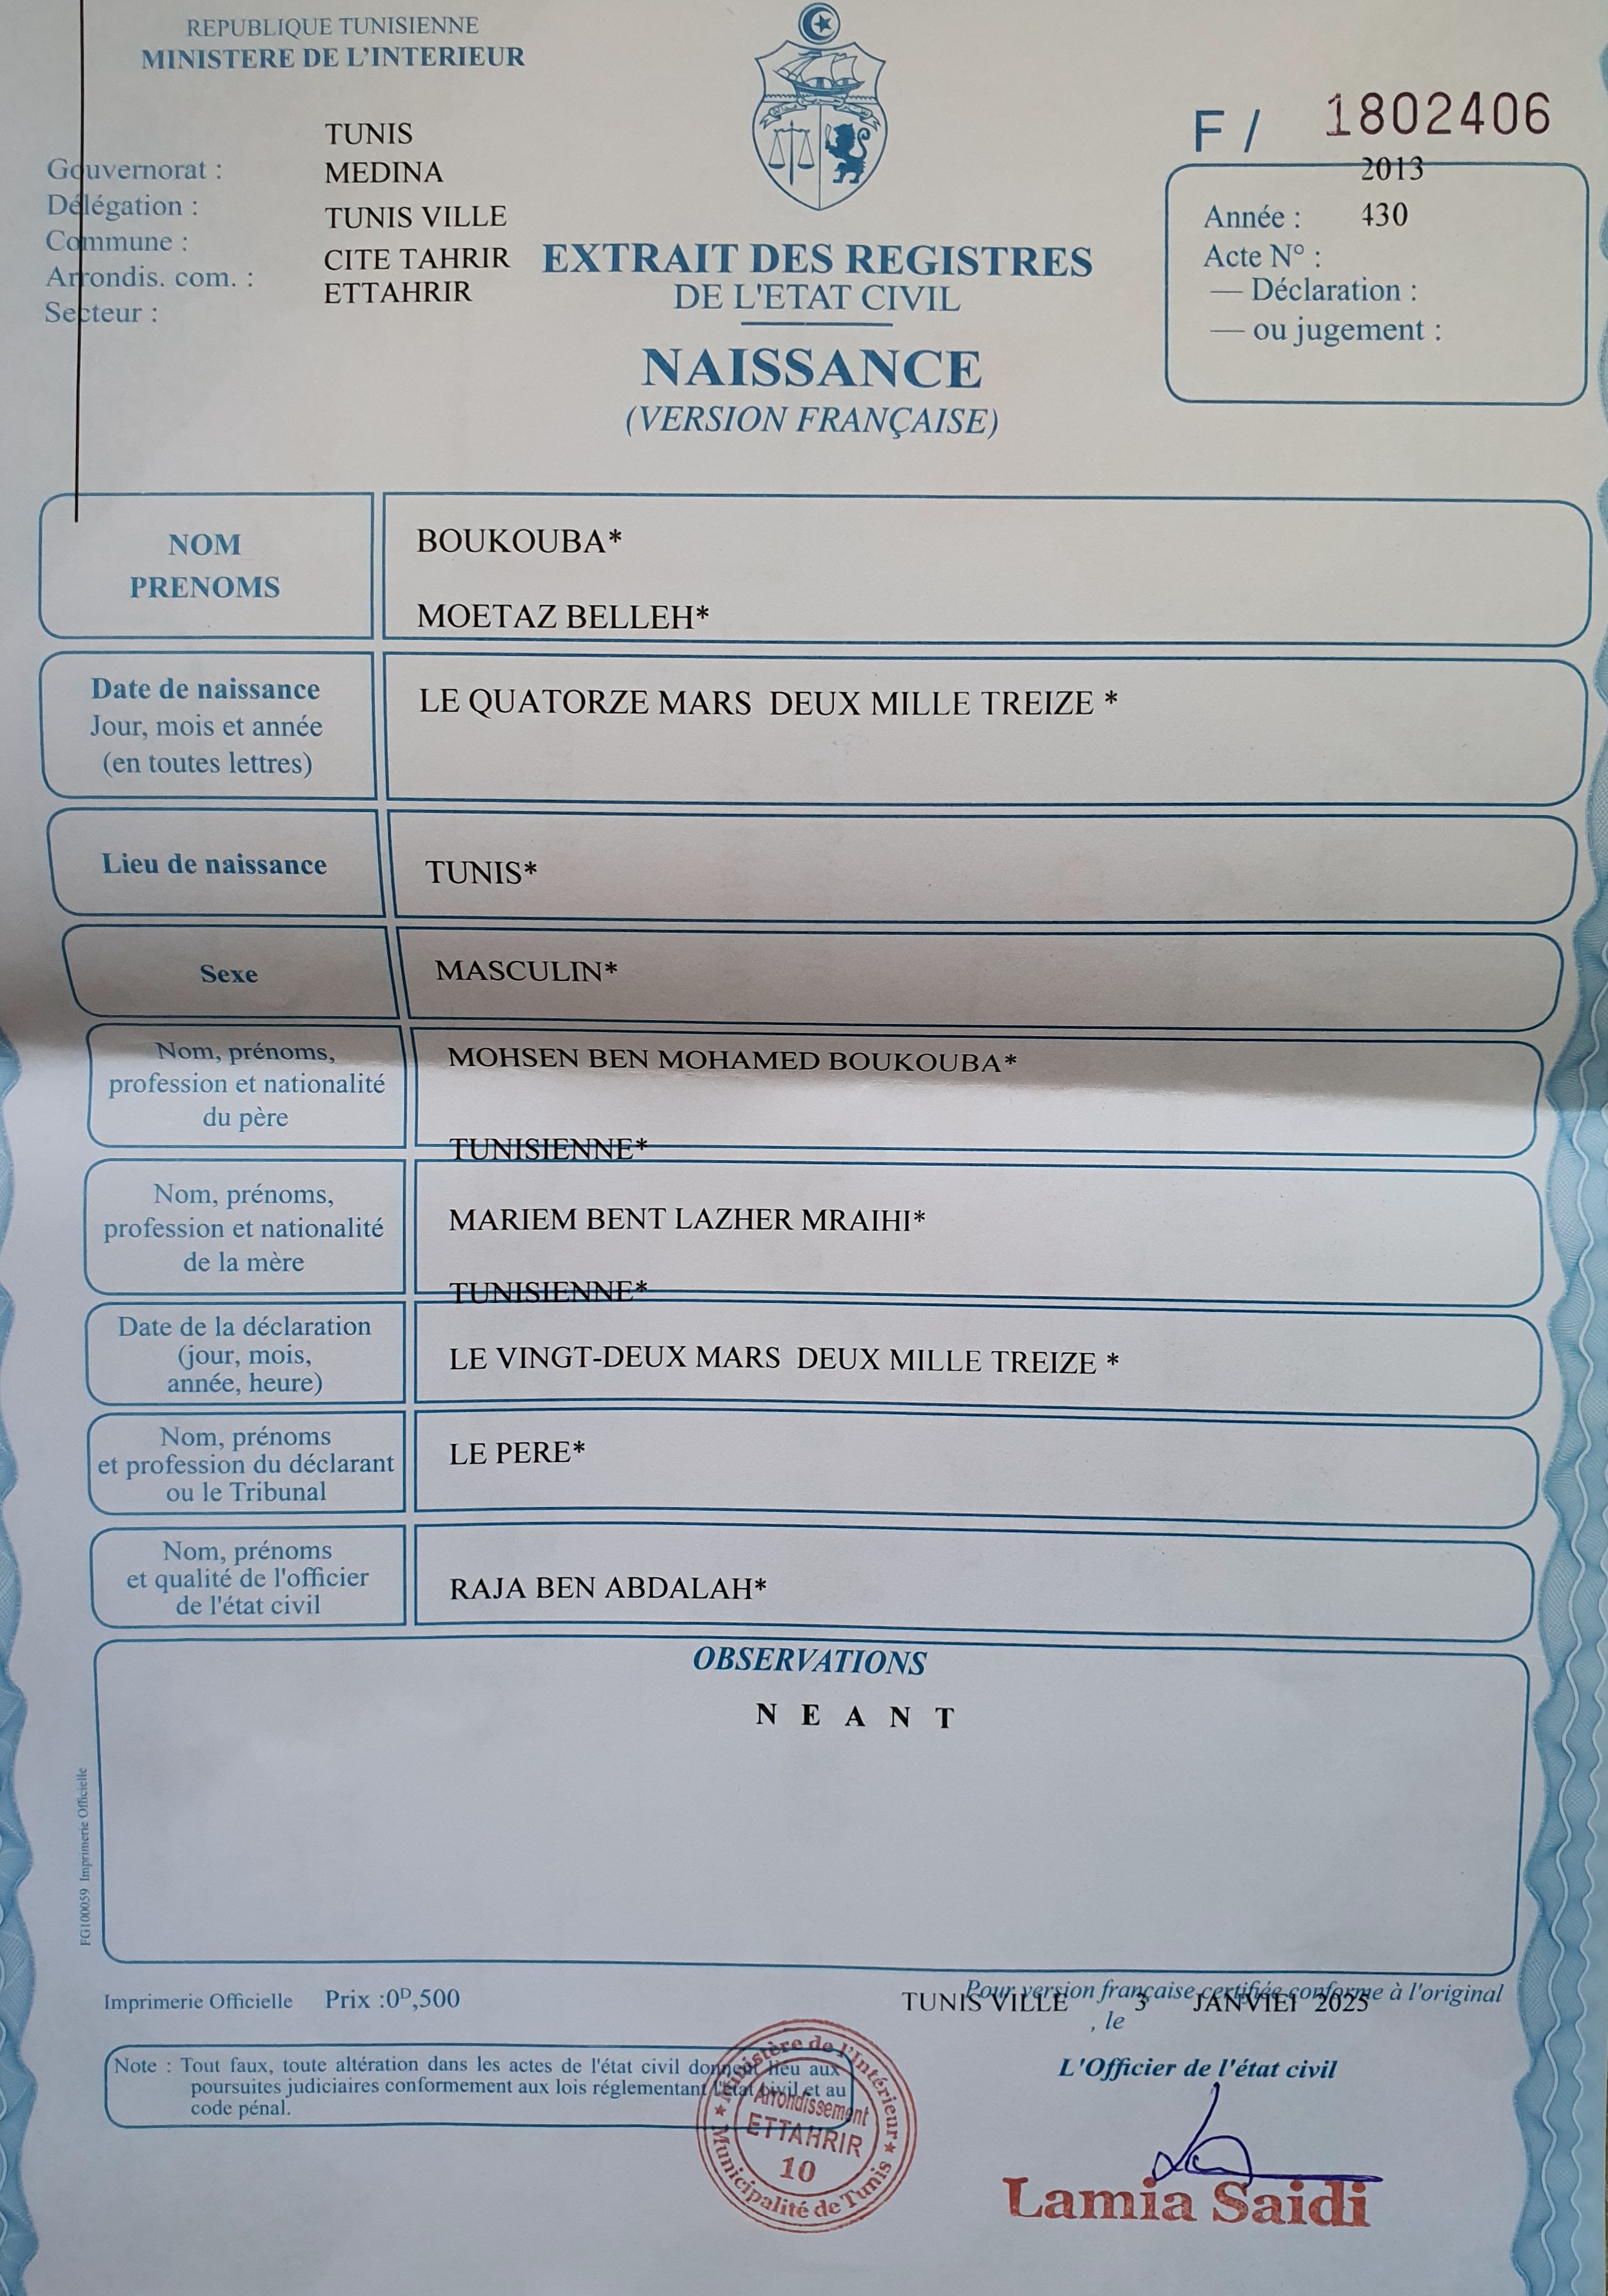 REPUBLIQUE TUNISIENNE
MINISTERE DE L'INTERIEUR
F / 1802406
TUNIS
Gouvernorat : MEDINA
Délégation : TUNIS VILLE
Commune : CITE TAHRIR
Arrondis. com. : ETTAHRIR
Secteur :
EXTRAIT DES REGISTRES
DE L'ETAT CIVIL
NAISSANCE
(VERSION FRANÇAISE)
2013
Année : 430
Acte N° :
— Déclaration :
— ou jugement :
NOM
PRENOMS
BOUKOUBA*
MOETAZ BELLEH*
Date de naissance
Jour, mois et année
(en toutes lettres)
LE QUATORZE MARS DEUX MILLE TREIZE *
Lieu de naissance
TUNIS*
Sexe
MASCULIN*
Nom, prénoms,
profession et nationalité
du père
MOHSEN BEN MOHAMED BOUKOUBA*
TUNISIENNE*
Nom, prénoms,
profession et nationalité
de la mère
MARIEM BENT LAZHER MRAIHI*
TUNISIENNE*
Date de la déclaration
(jour, mois,
année, heure)
LE VINGT-DEUX MARS DEUX MILLE TREIZE *
Nom, prénoms
et profession du déclarant
ou le Tribunal
LE PERE*
Nom, prénoms
et qualité de l'officier
de l'état civil
RAJA BEN ABDALAH*
OBSERVATIONS
N E A N T
FG100059 Imprimerie Officielle
Imprimerie Officielle Prix :0D,500
Pour version française certifiée conforme à l'original
TUNIS VILLE 3 JANVIEI 2025
, le
Note : Tout faux, toute altération dans les actes de l'état civil donnent lieu aux
poursuites judiciaires conformement aux lois réglementant l'état civil et au
code pénal.
L'Officier de l'état civil
Ministère de l'Intérieur
Arrondissement
ETTAHRIR
10
Municipalité de Tunis
Lamia Saidi